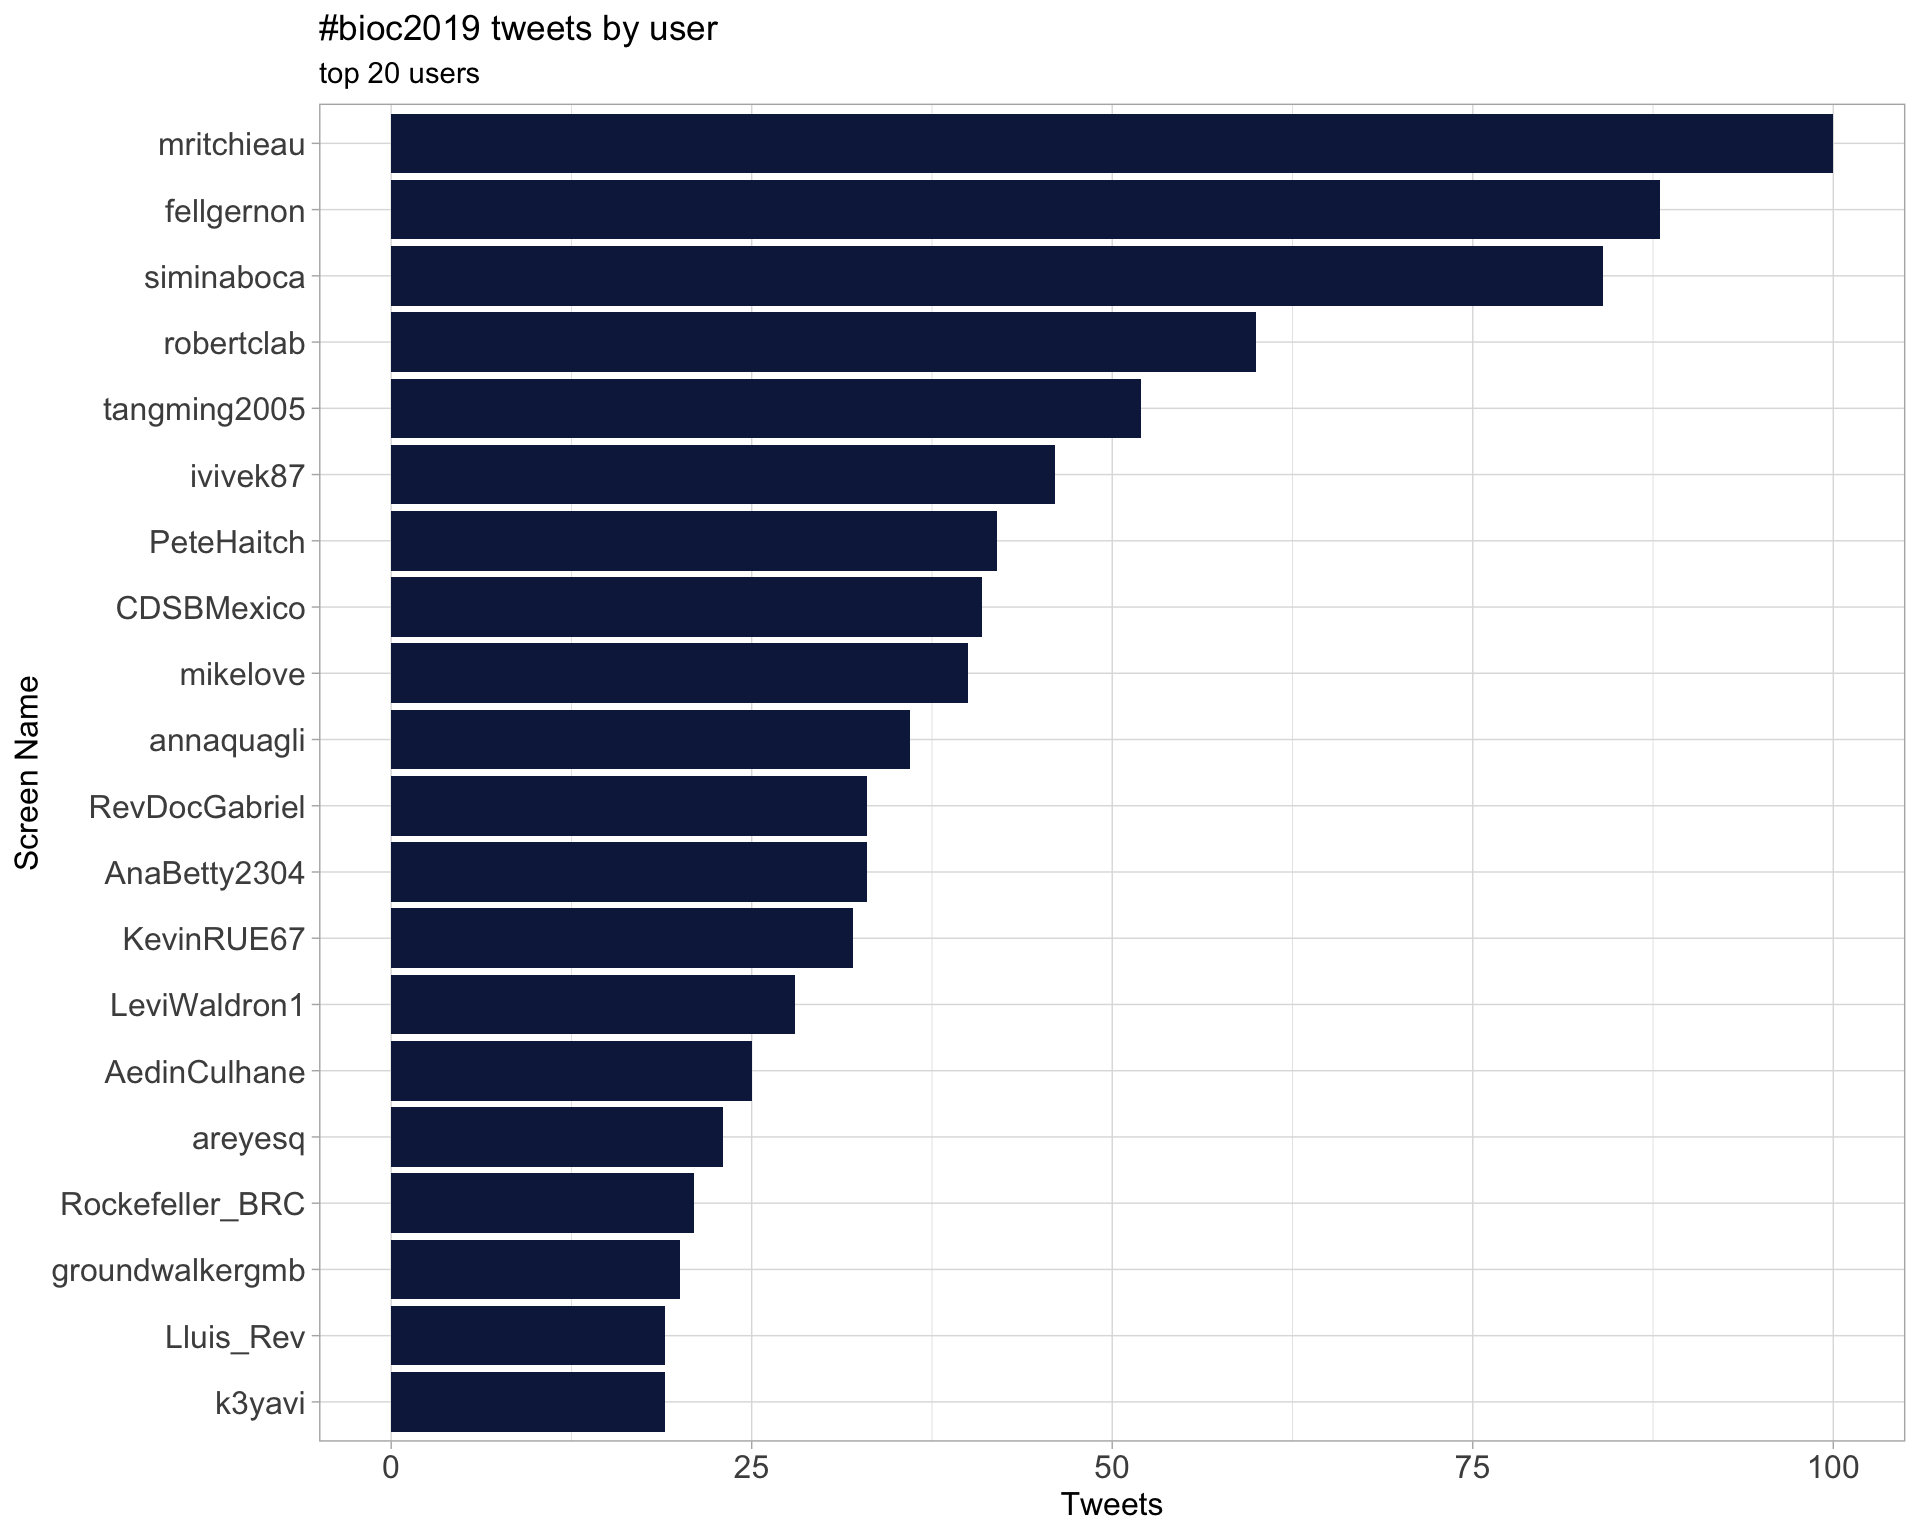 #bioc2019 tweets by user
top 20 users
Screen Name
mritchieau
fellgernon
siminaboca
robertclab
tangming2005
ivivek87
PeteHaitch
CDSBMexico
mikelove
annaquagli
RevDocGabriel
AnaBetty2304
KevinRUE67
LeviWaldron1
AedinCulhane
areyesq
Rockefeller_BRC
groundwalkergmb
Lluis_Rev
k3yavi
0 25 50 75 100
Tweets